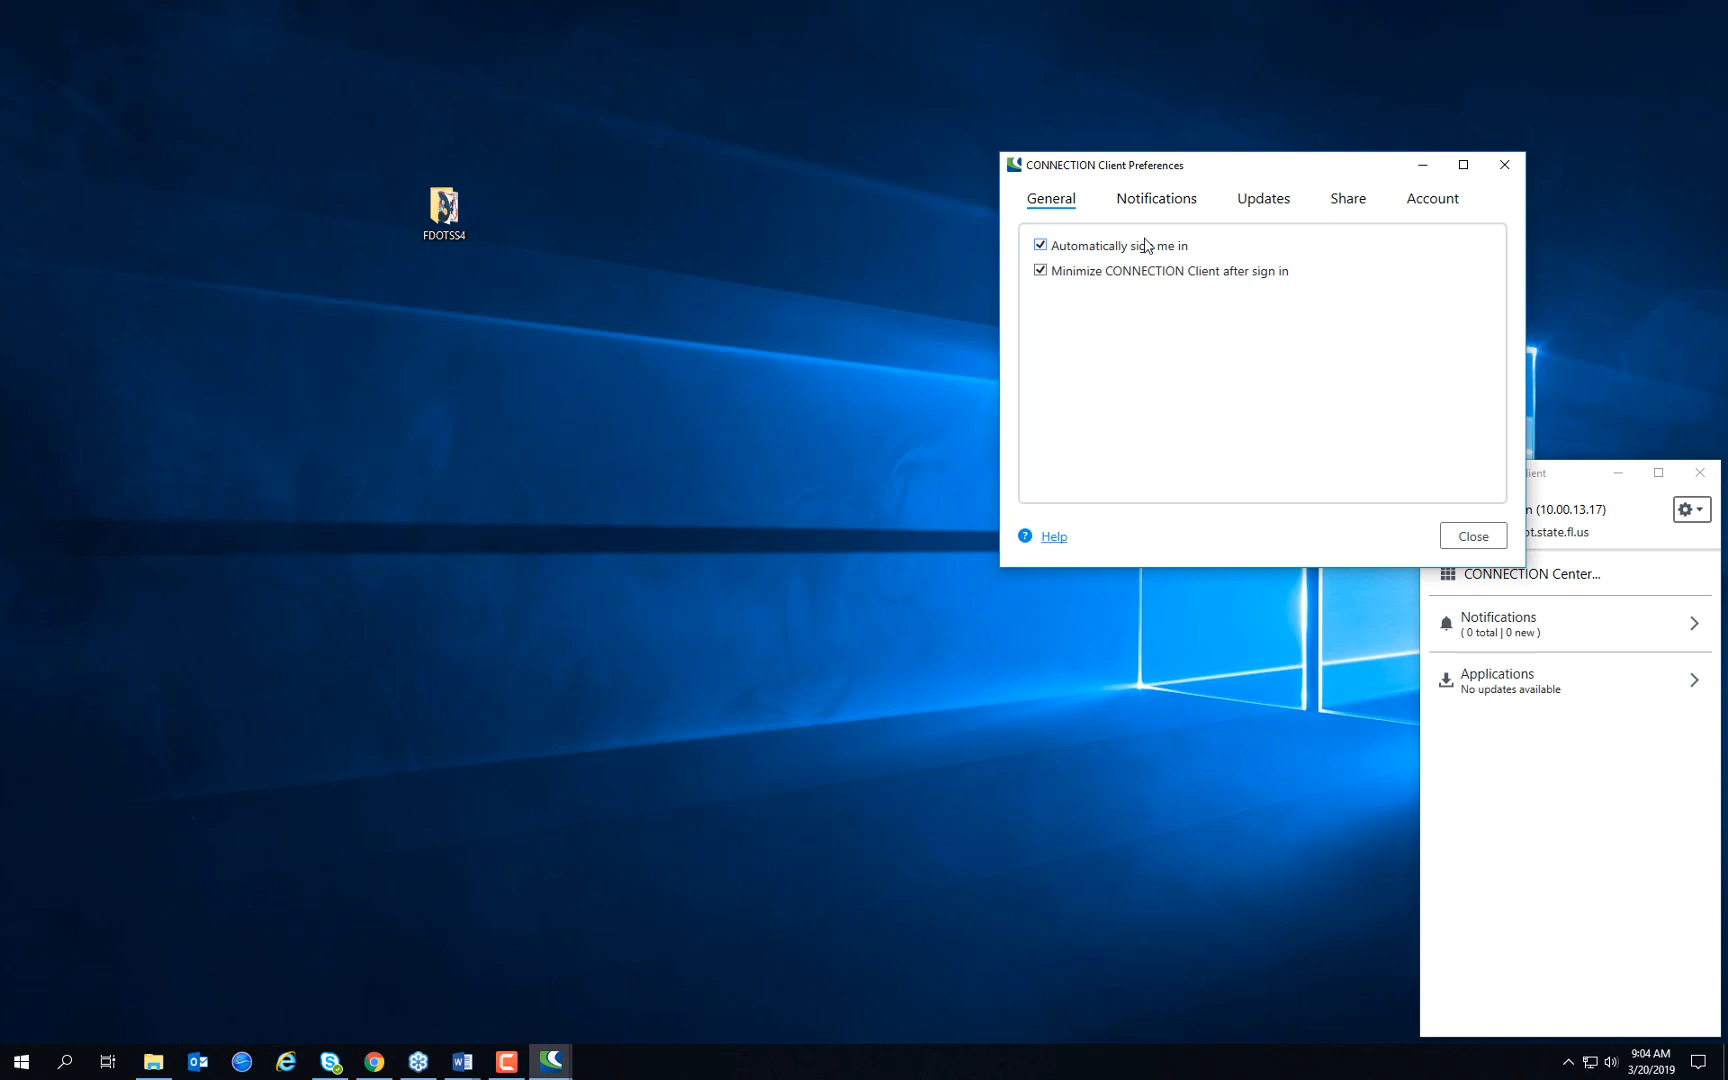 FDOTSS4
CONNECTION Client Preferences
General Notifications Updates Share Account
Automatically sign me in
Minimize CONNECTION Client after sign in
Help
Close
(10.00.13.17)
ot.state.fl.us
CONNECTION Center...
Notifications
( 0 total | 0 new )
Applications
No updates available
9:04 AM
3/20/2019